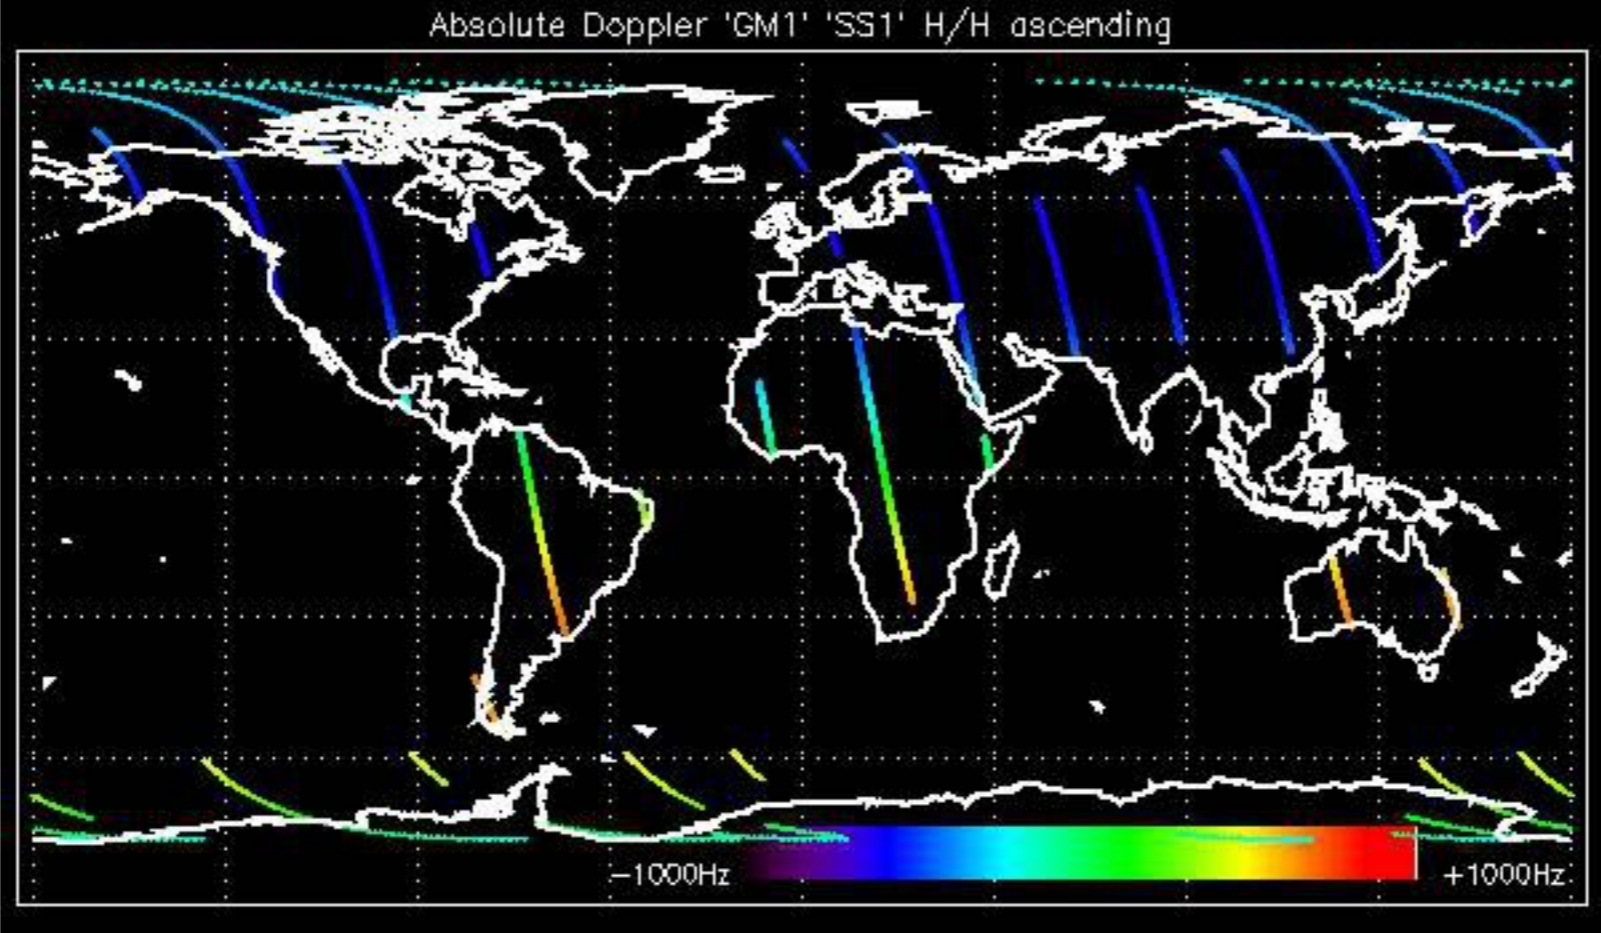 Absolute Doppler 'GM1' 'SS1' H/H ascending
−1000Hz +1000Hz